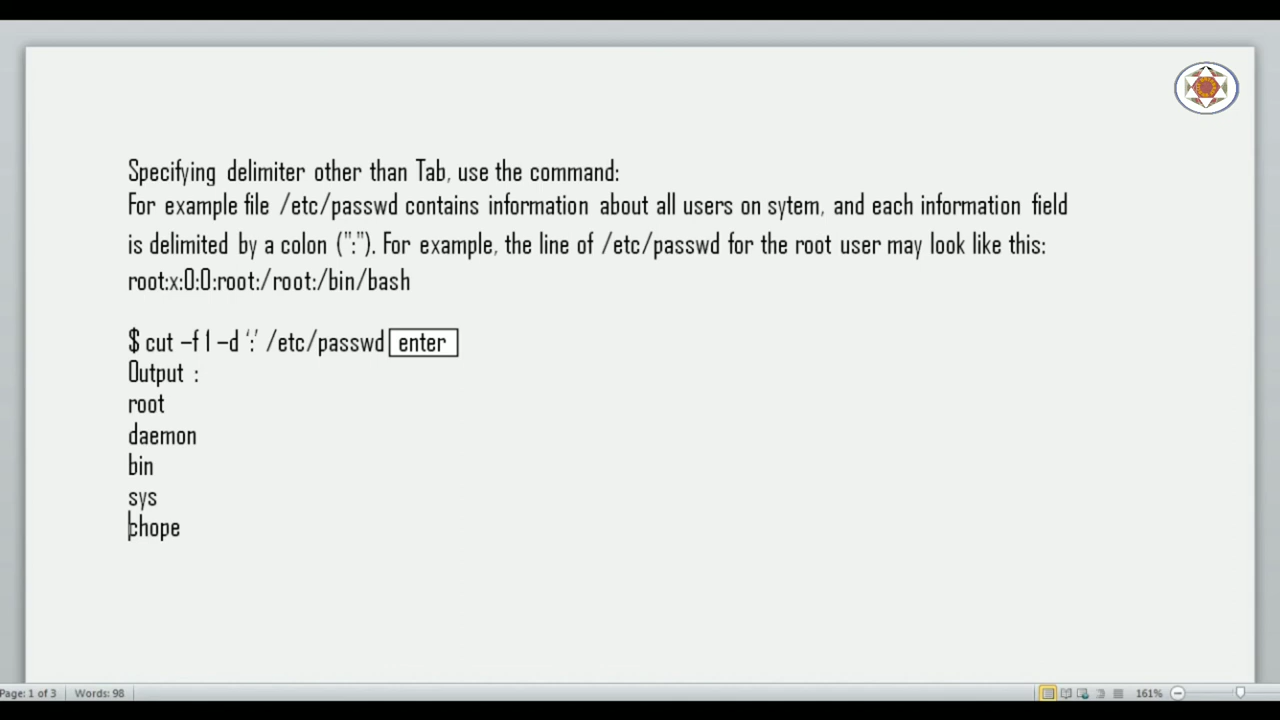 Specifying delimiter other than Tab, use the command:
For example file /etc/passwd contains information about all users on sytem, and each information field
is delimited by a colon (":"). For example, the line of /etc/passwd for the root user may look like this:
root:x:0:0:root:/root:/bin/bash
$ cut –f 1 –d ‘:’ /etc/passwd enter
Output :
root
daemon
bin
sys
chope
Page: 1 of 3 Words: 98 161%